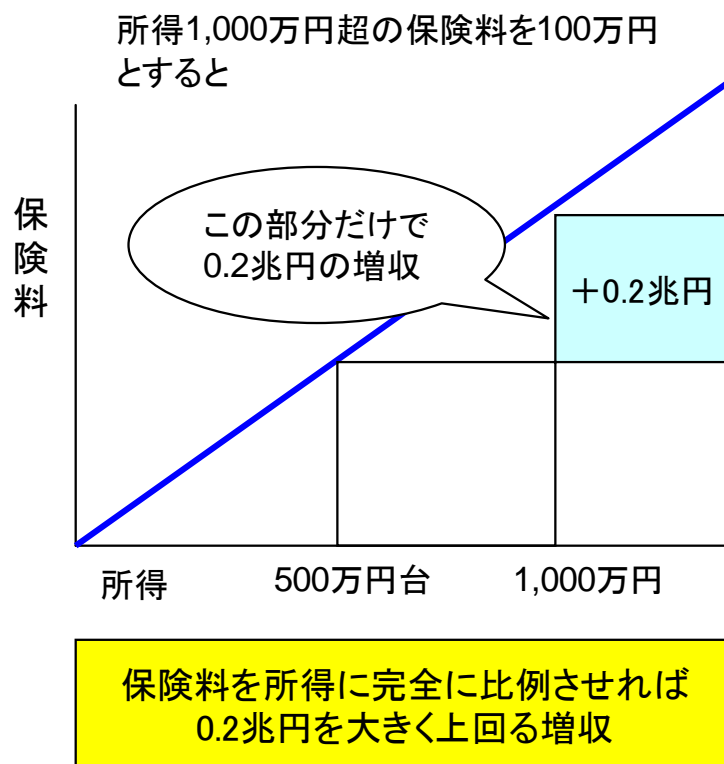 所得1,000万円超の保険料を100万円
とすると
保
険
料
この部分だけで
0.2兆円の増収
＋0.2兆円
所得
500万円台
1,000万円
保険料を所得に完全に比例させれば
0.2兆円を大きく上回る増収